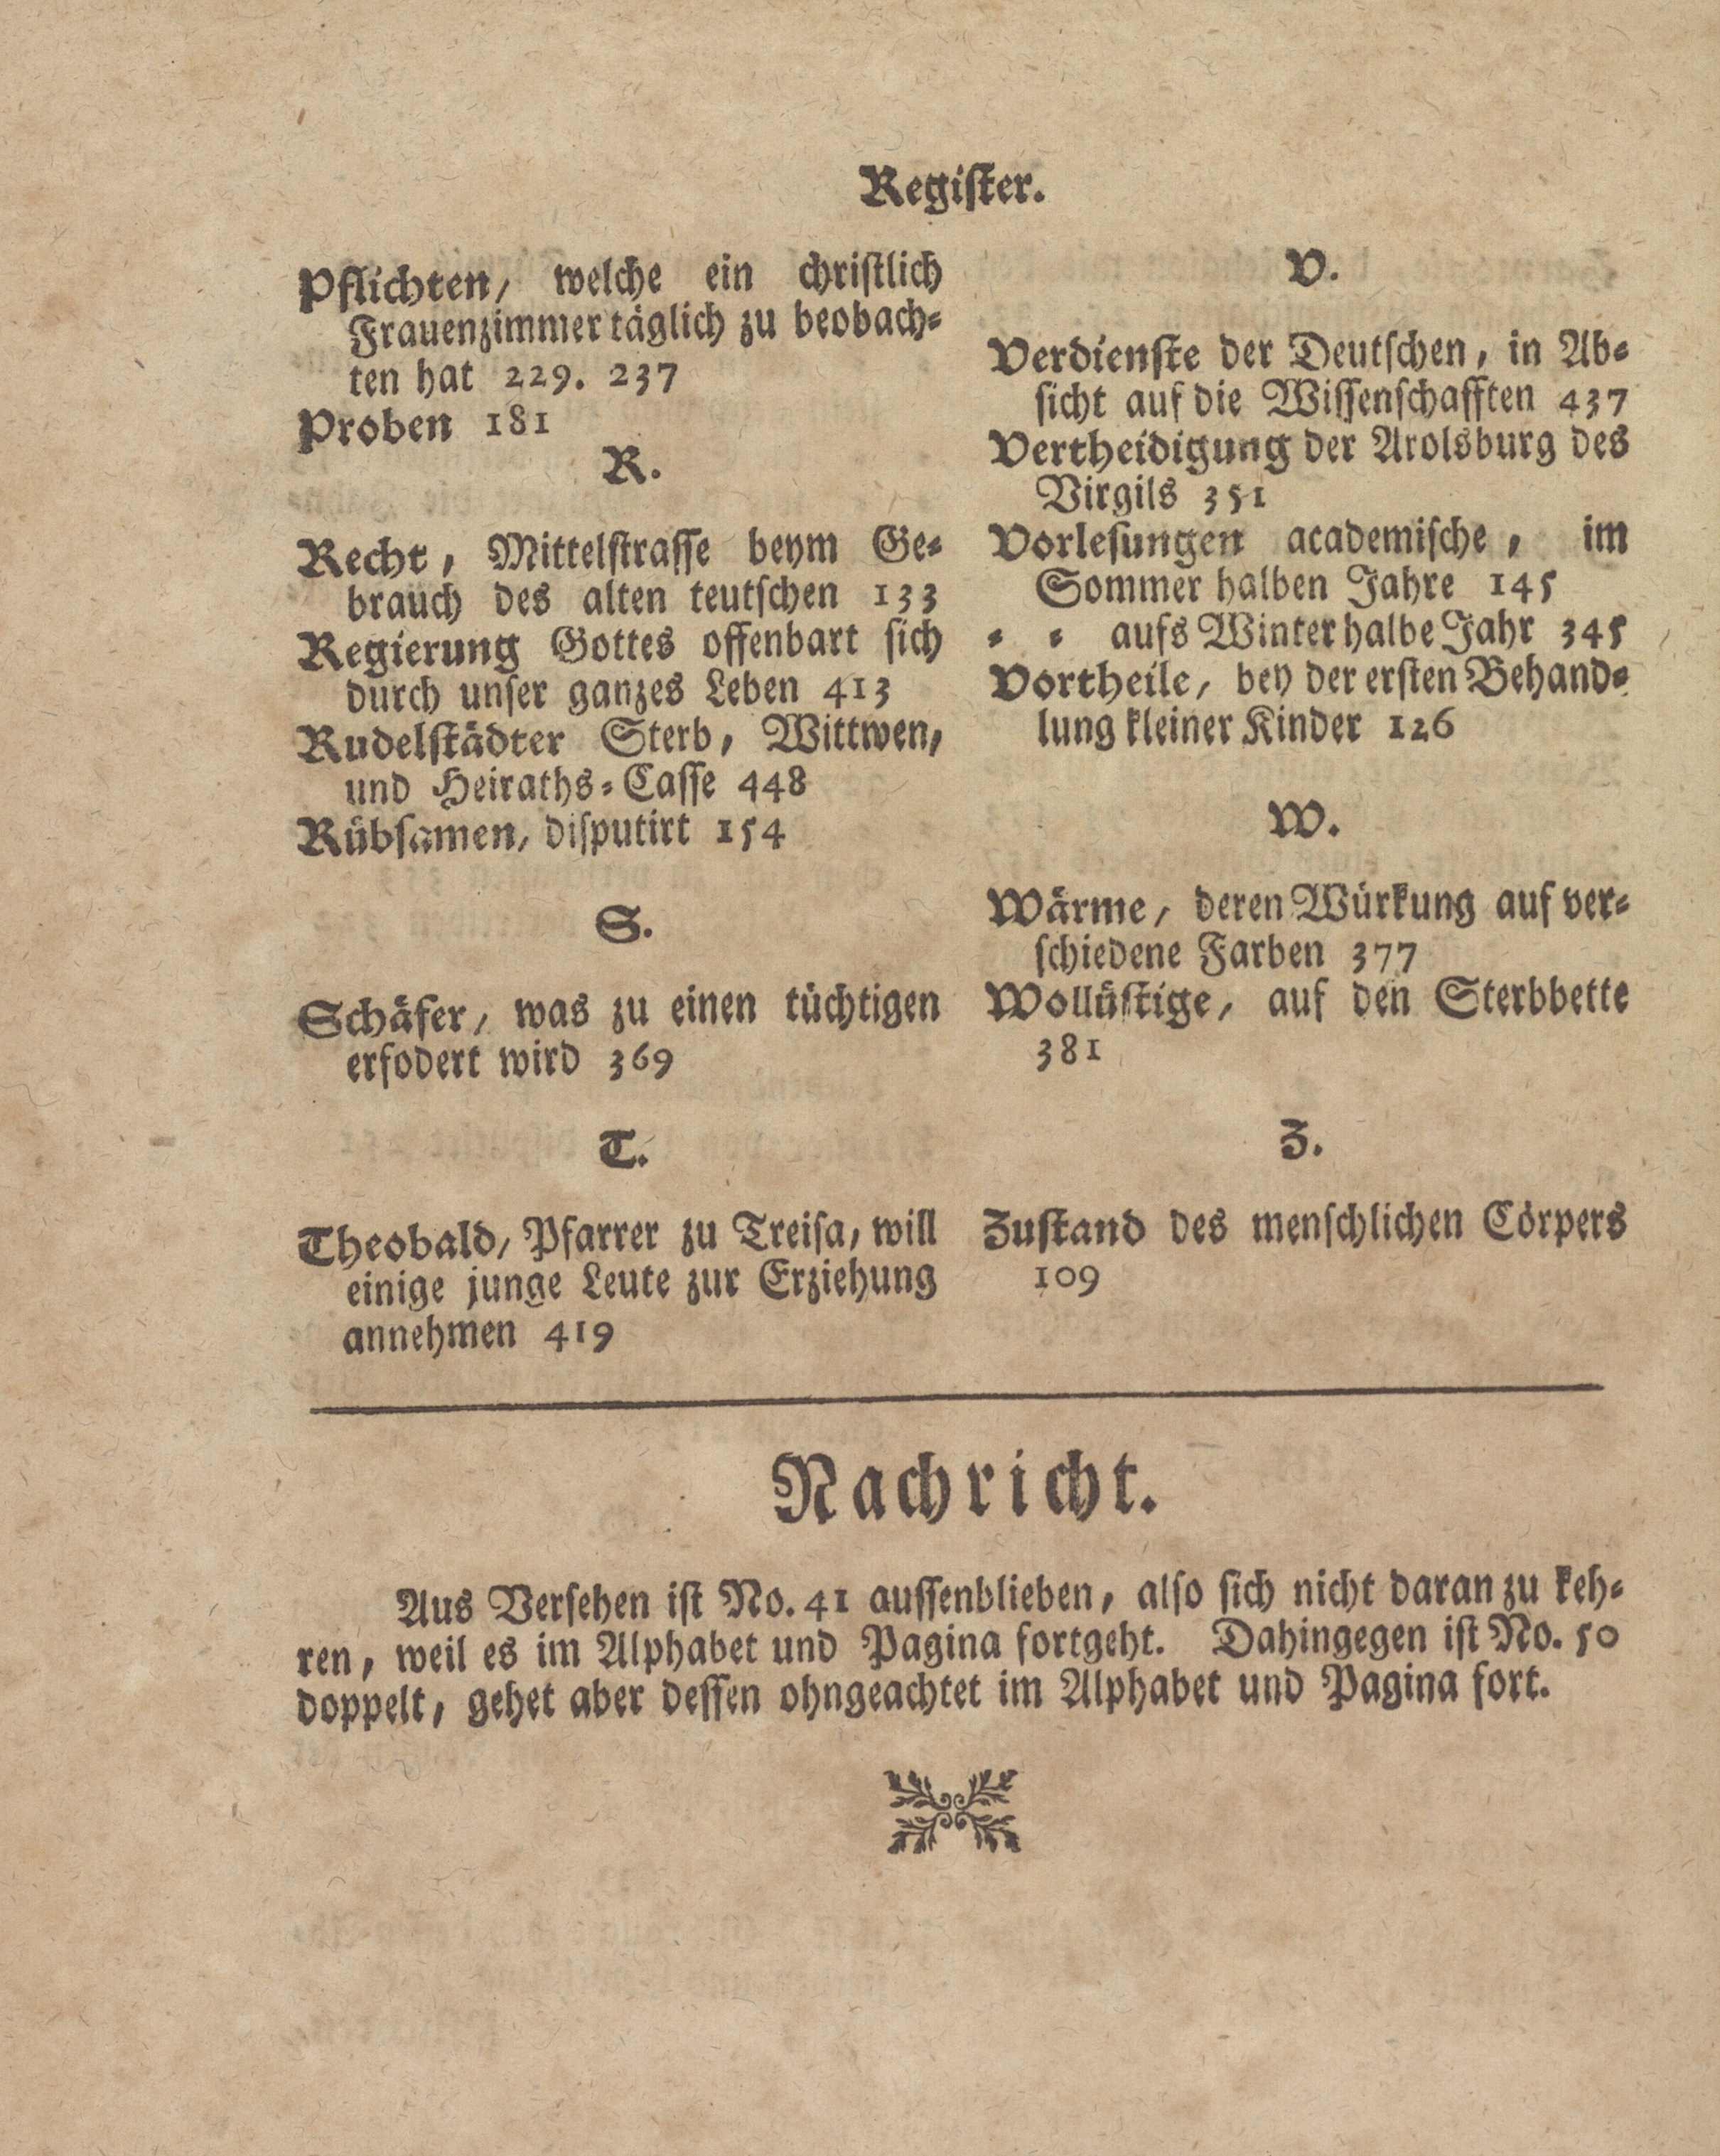 Register.
Pflichten, welche ein christlich
Frauenzimmer täglich zu beobach-
ten hat 229. 237
Proben 181
R.
Recht, Mittelstrasse beym Ge-
brauch des alten teutschen 133
Regierung Gottes offenbart sich
durch unser ganzes Leben 413
Rudelstädter Sterb, Wittwen,
und Heiraths-Casse 448
Rübsamen, disputirt 154
S.
Schäfer, was zu einen tüchtigen
erfodert wird 369
T.
Theobald, Pfarrer zu Treisa, will
einige junge Leute zur Erziehung
annehmen 419
V.
Verdienste der Deutschen, in Ab-
sicht auf die Wissenschafften 437
Vertheidigung der Arolsburg des
Virgils 351
Vorlesungen academische, im
Sommer halben Jahre 145
- - aufs Winter halbe Jahr 345
Vortheile, bey der ersten Behand-
lung kleiner Kinder 126
W.
Wärme, deren Würkung auf ver-
schiedene Farben 377
Wollüstige, auf den Sterbbette
381
Z.
Zustand des menschlichen Cörpers
109
Nachricht.
Aus Versehen ist No. 41 aussenblieben, also sich nicht daran zu keh-
ren, weil es im Alphabet und Pagina fortgeht. Dahingegen ist No. 50
doppelt, gehet aber dessen ohngeachtet im Alphabet und Pagina fort.